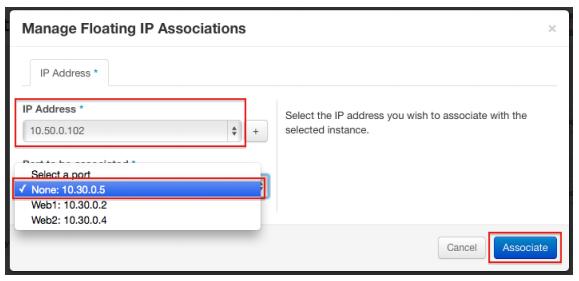 Manage Floating IP Associations
×
IP Address *
IP Address *
10.50.0.102
+
Select the IP address you wish to associate with the
selected instance.
Port to be associated *
Select a port
✓ None: 10.30.0.5
Web1: 10.30.0.2
Web2: 10.30.0.4
Cancel
Associate